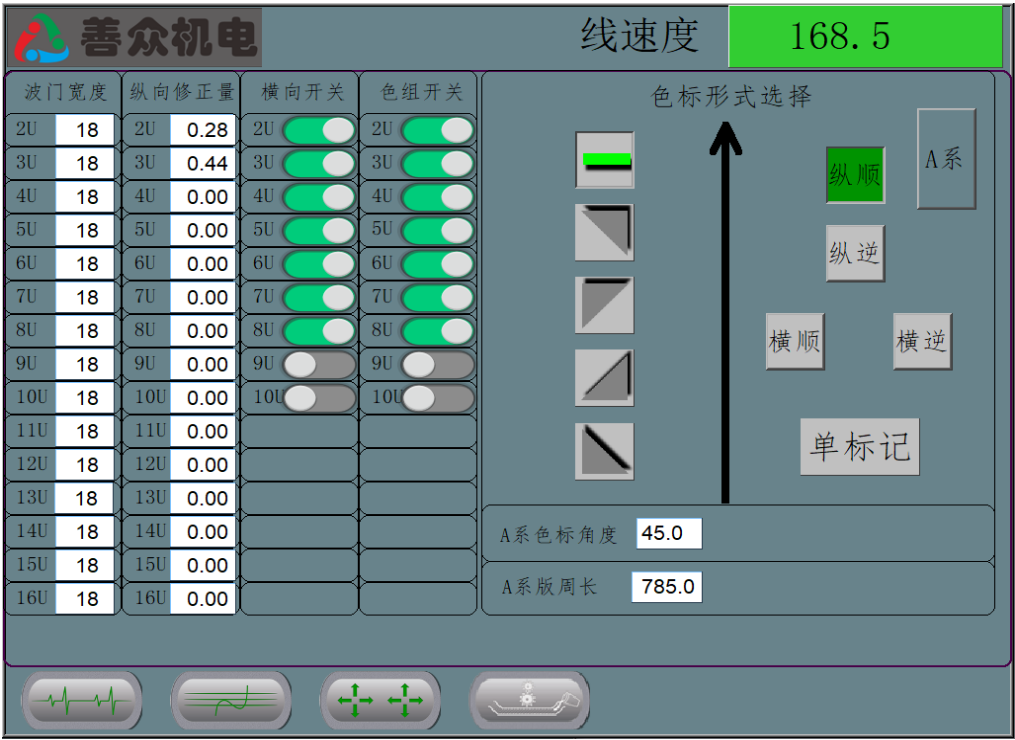 善众机电 线速度 168.5
波门宽度 纵向修正量 横向开关 色组开关 色标形式选择
2U 18 2U 0.28 2U 2U
3U 18 3U 0.44 3U 3U
4U 18 4U 0.00 4U 4U
5U 18 5U 0.00 5U 5U
6U 18 6U 0.00 6U 6U
7U 18 7U 0.00 7U 7U
8U 18 8U 0.00 8U 8U
9U 18 9U 0.00 9U 9U
10U 18 10U 0.00 10U 10U
11U 18 11U 0.00
12U 18 12U 0.00
13U 18 13U 0.00
14U 18 14U 0.00
15U 18 15U 0.00
16U 18 16U 0.00
纵顺 A系
纵逆
横顺 横逆
单标记
A系色标角度 45.0
A系版周长 785.0